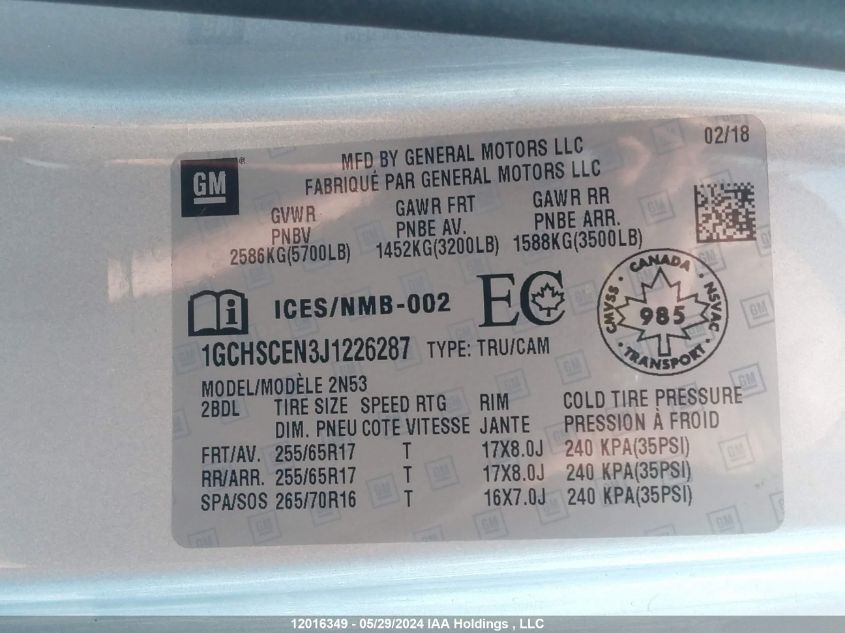 02/18
MFD BY GENERAL MOTORS LLC
FABRIQUÉ PAR GENERAL MOTORS LLC
GM ®
GVWR GAWR FRT GAWR RR
PNBV PNBE AV. PNBE ARR.
2586KG(5700LB) 1452KG(3200LB) 1588KG(3500LB)
i ICES/NMB-002 EC
CANADA
CMVSS 985 NSVAC
TRANSPORT
1GCHSCEN3J1226287 TYPE: TRU/CAM
MODEL/MODÈLE 2N53
2BDL TIRE SIZE SPEED RTG RIM COLD TIRE PRESSURE
DIM. PNEU COTE VITESSE JANTE PRESSION À FROID
FRT/AV. 255/65R17 T 17X8.0J 240 KPA(35PSI)
RR/ARR. 255/65R17 T 17X8.0J 240 KPA(35PSI)
SPA/SOS 265/70R16 T 16X7.0J 240 KPA(35PSI)
12016349 - 05/29/2024 IAA Holdings , LLC